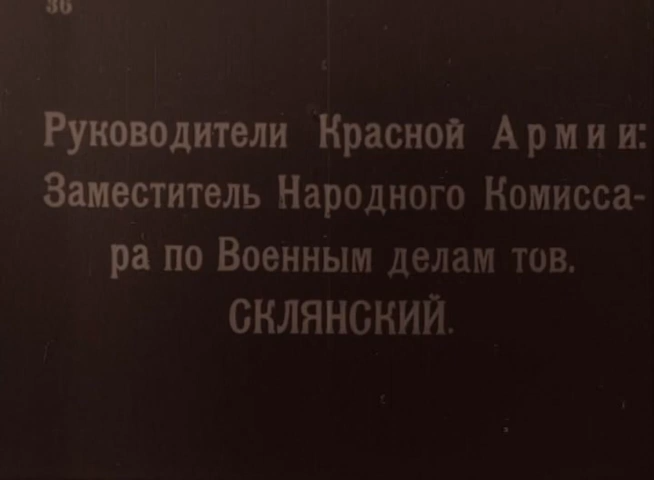 36
Руководители Красной Армии:
Заместитель Народного Комисса-
ра по Военным делам тов.
СКЛЯНСКИЙ.